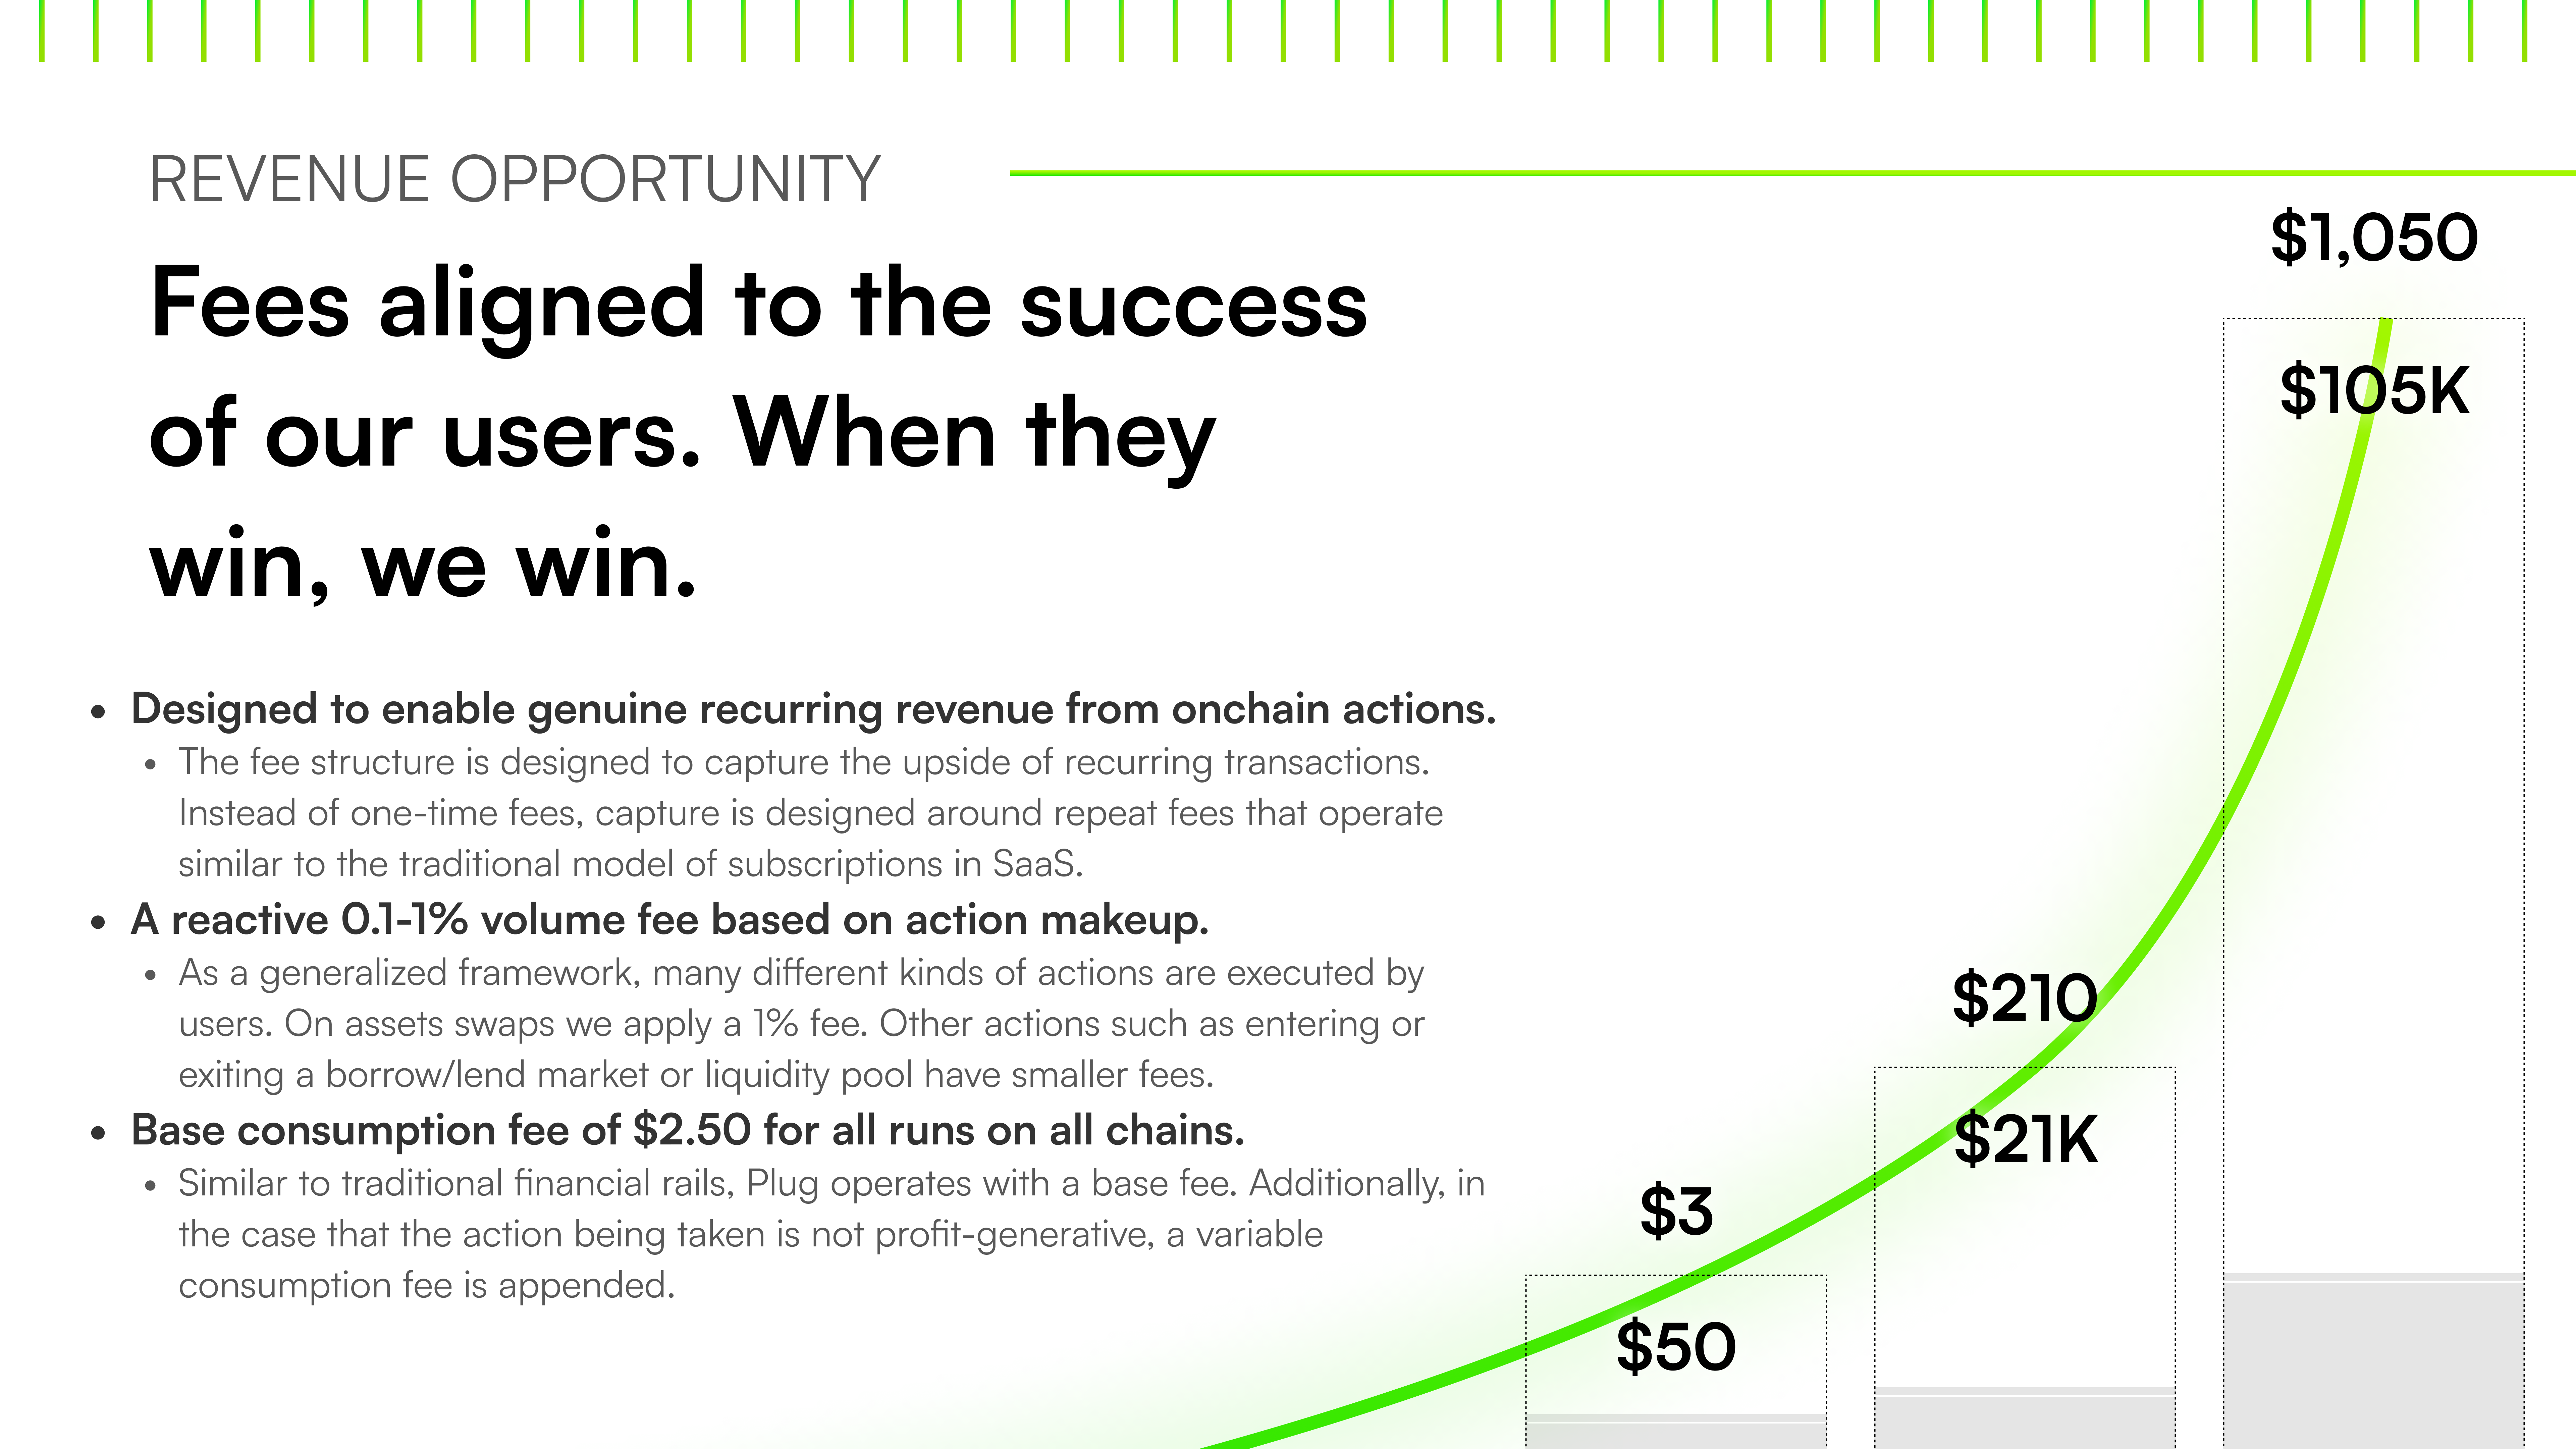 REVENUE OPPORTUNITY
Fees aligned to the success
of our users. When they
win, we win.
• Designed to enable genuine recurring revenue from onchain actions.
• The fee structure is designed to capture the upside of recurring transactions.
Instead of one-time fees, capture is designed around repeat fees that operate
similar to the traditional model of subscriptions in SaaS.
• A reactive 0.1-1% volume fee based on action makeup.
• As a generalized framework, many different kinds of actions are executed by
users. On assets swaps we apply a 1% fee. Other actions such as entering or
exiting a borrow/lend market or liquidity pool have smaller fees.
• Base consumption fee of $2.50 for all runs on all chains.
• Similar to traditional financial rails, Plug operates with a base fee. Additionally, in
the case that the action being taken is not profit-generative, a variable
consumption fee is appended.
$3
$50
$210
$21K
$1,050
$105K